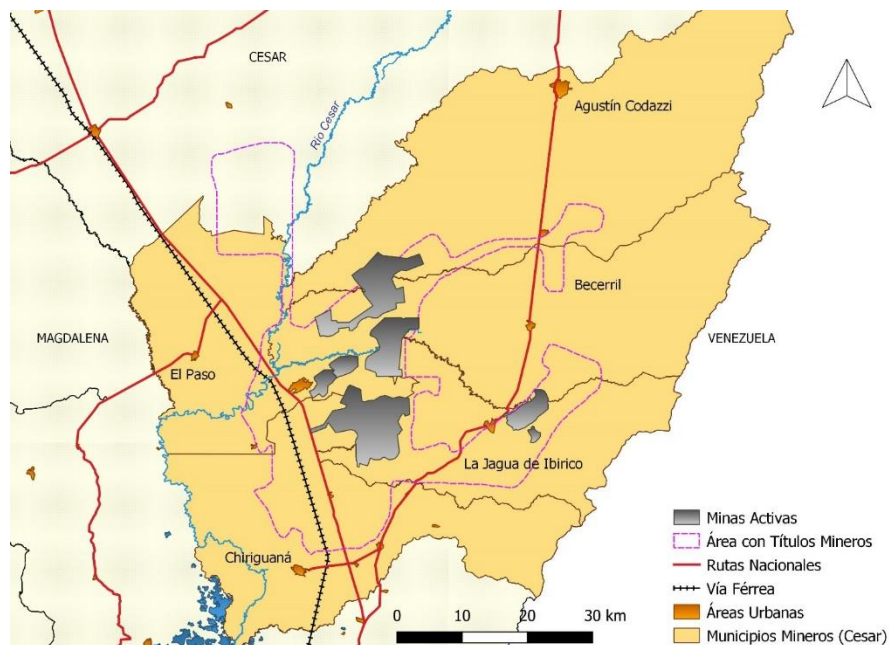 CESAR
Río Cesar
Agustín Codazzi
Becerril
MAGDALENA
VENEZUELA
El Paso
La Jagua de Ibirico
Chiriguaná
Minas Activas
Área con Títulos Mineros
Rutas Nacionales
Vía Férrea
Áreas Urbanas
Municipios Mineros (Cesar)
0 10 20 30 km